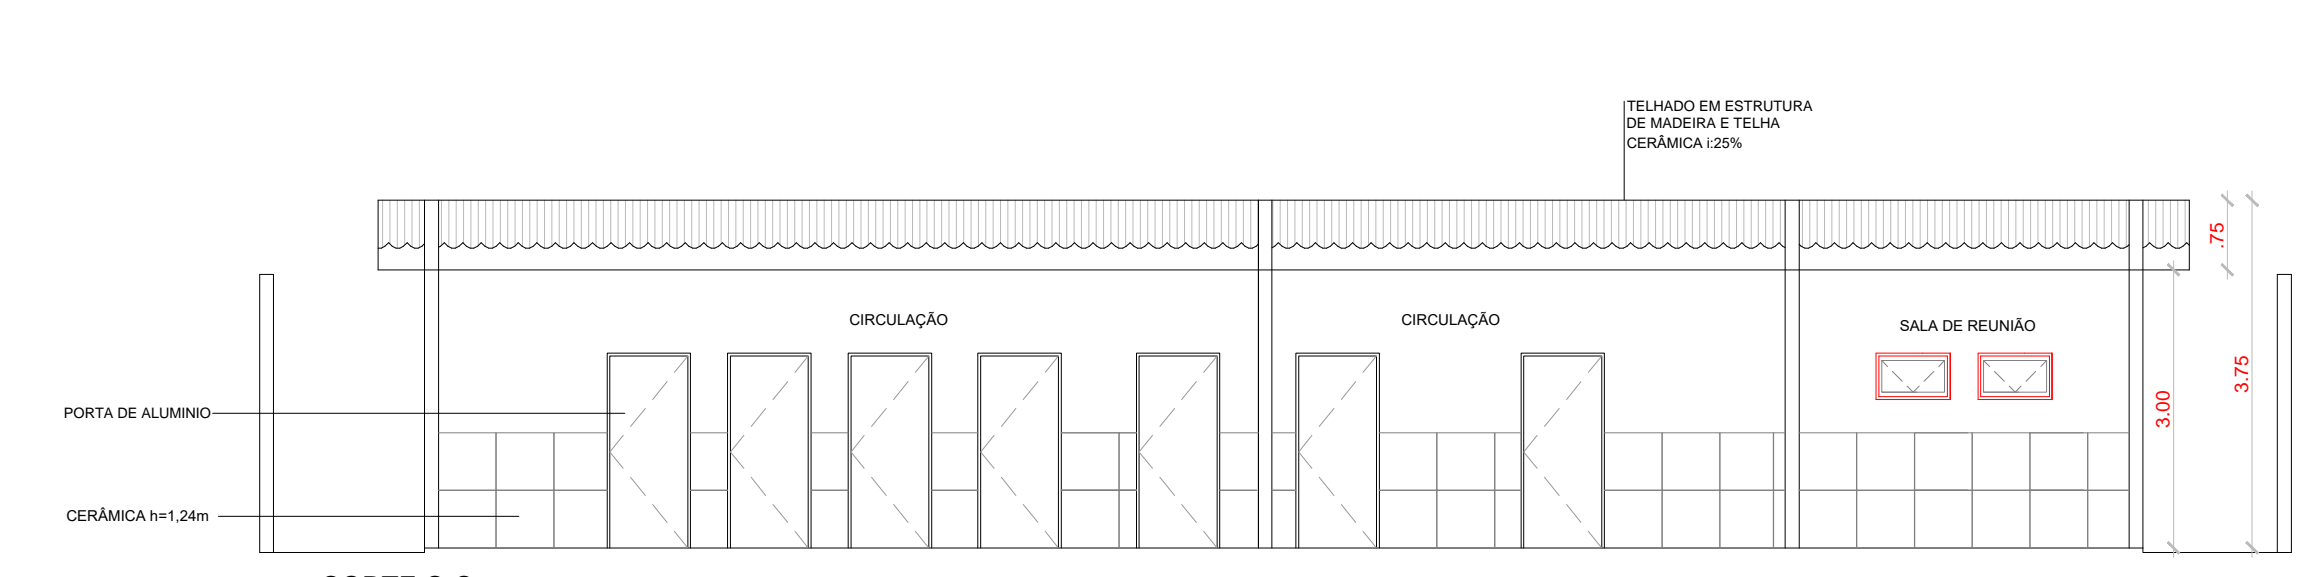 TELHADO EM ESTRUTURA
DE MADEIRA E TELHA
CERÂMICA i:25%
.75
CIRCULAÇÃO
CIRCULAÇÃO
SALA DE REUNIÃO
3.75
3.00
PORTA DE ALUMINIO
CERÂMICA h=1,24m